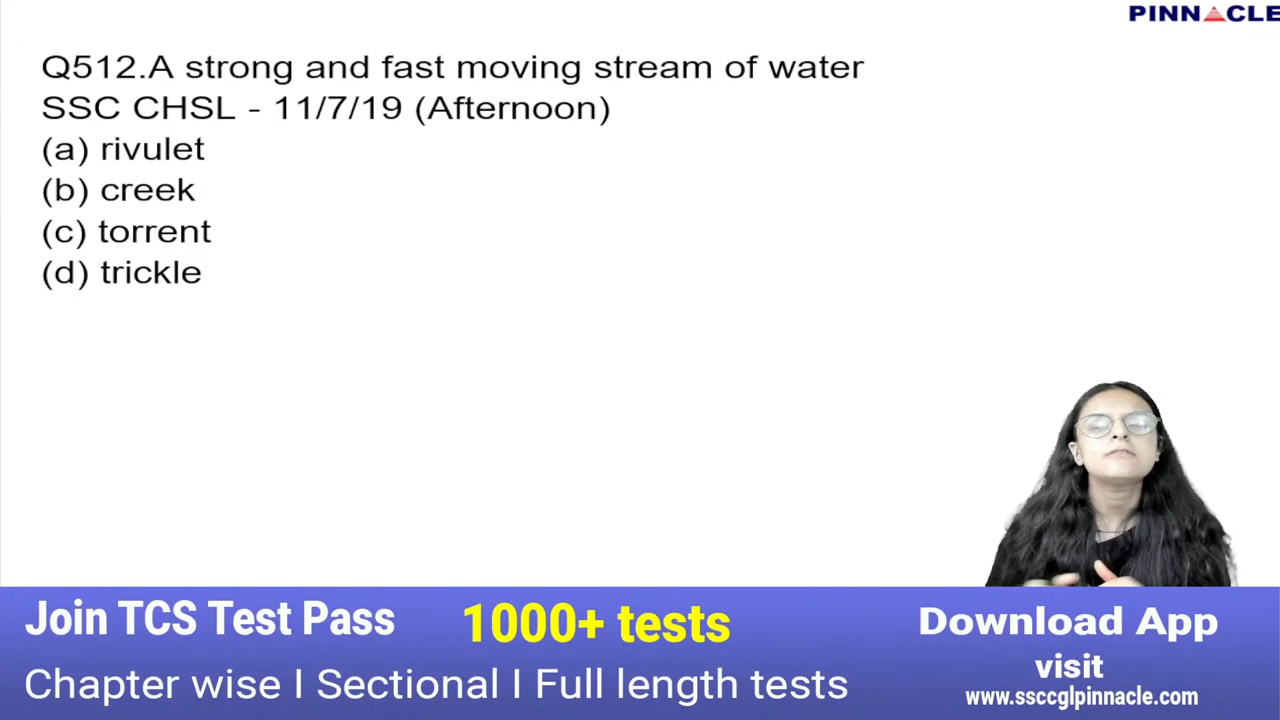 PINNACLE
Q512.A strong and fast moving stream of water
SSC CHSL - 11/7/19 (Afternoon)
(a) rivulet
(b) creek
(c) torrent
(d) trickle
Join TCS Test Pass
1000+ tests
Chapter wise I Sectional I Full length tests
Download App
visit
www.ssccglpinnacle.com